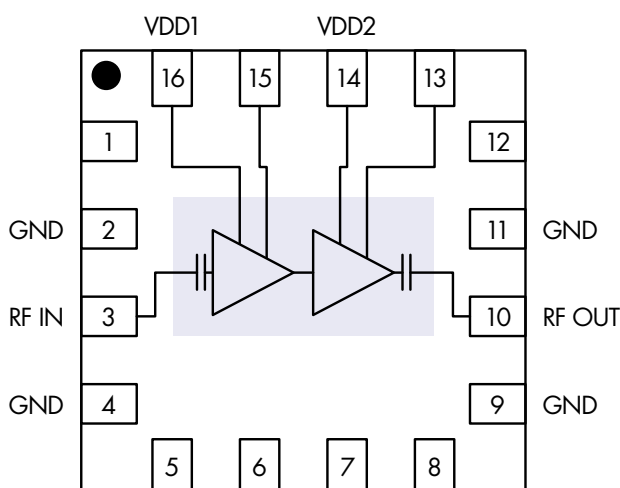 VDD1 VDD2
16 15 14 13
1 12
GND 2 11 GND
RF IN 3 10 RF OUT
GND 4 9 GND
5 6 7 8